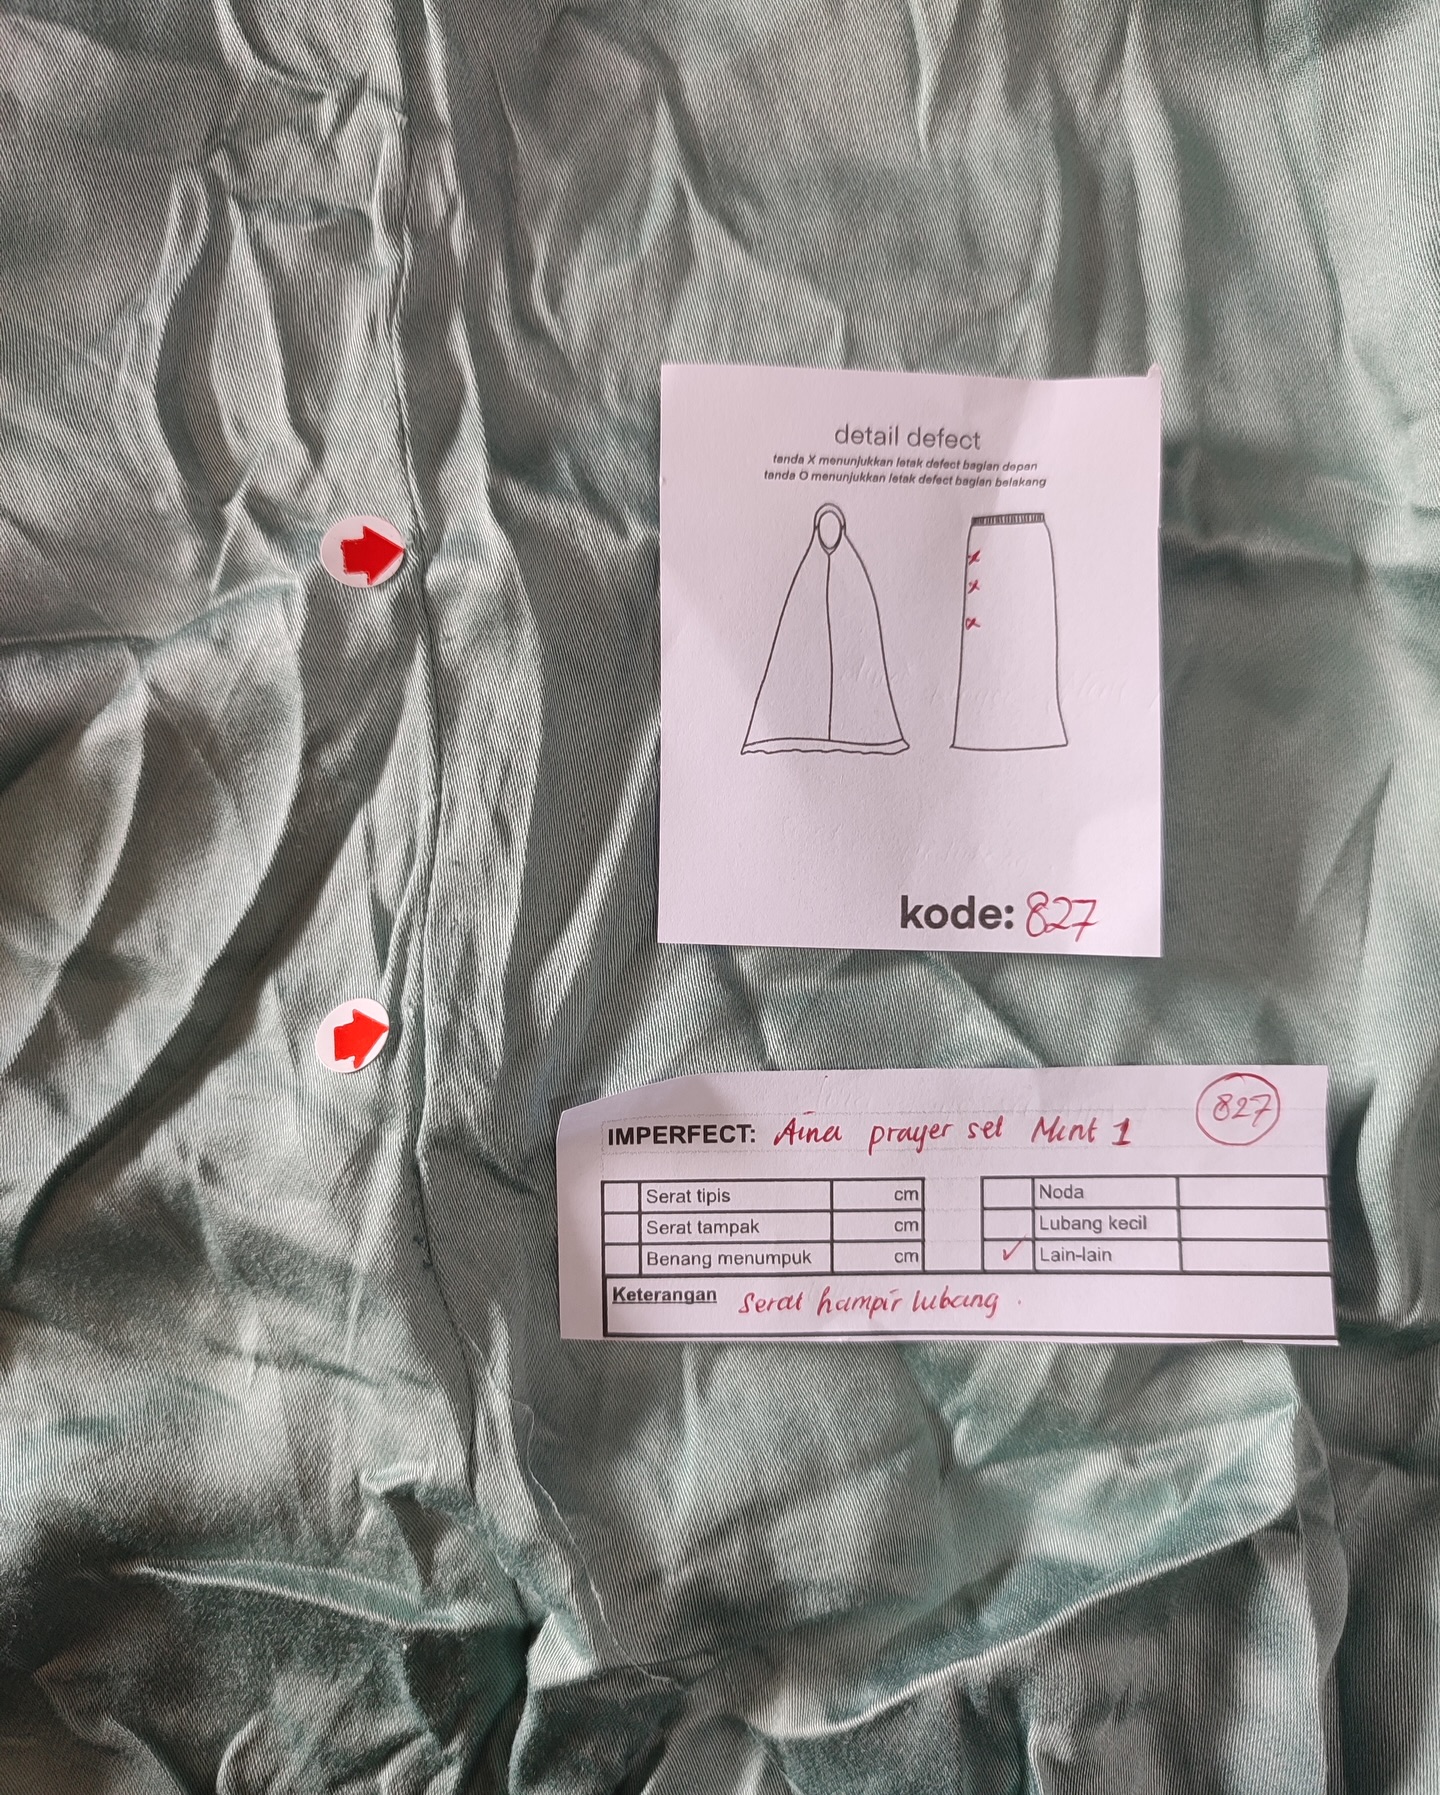 detail defect
tanda X menunjukkan letak defect bagian depan
tanda O menunjukkan letak defect bagian belakang
x
x
x
kode: 827
827
IMPERFECT: Aina prayer set Mint 1
Serat tipis cm
Serat tampak cm
Benang menumpuk cm
Noda
Lubang kecil
✓ Lain-lain
Keterangan Serat hampir lubang.